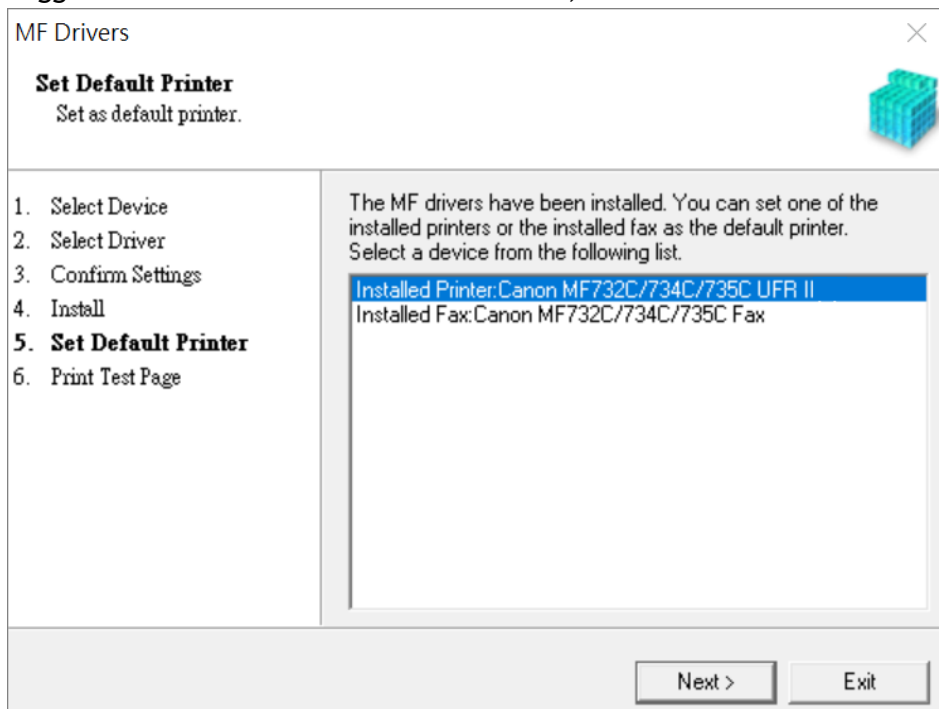 MF Drivers
Set Default Printer
Set as default printer.
1. Select Device
2. Select Driver
3. Confirm Settings
4. Install
5. Set Default Printer
6. Print Test Page
The MF drivers have been installed. You can set one of the
installed printers or the installed fax as the default printer.
Select a device from the following list.
Installed Printer:Canon MF732C/734C/735C UFR II
Installed Fax:Canon MF732C/734C/735C Fax
Next >
Exit